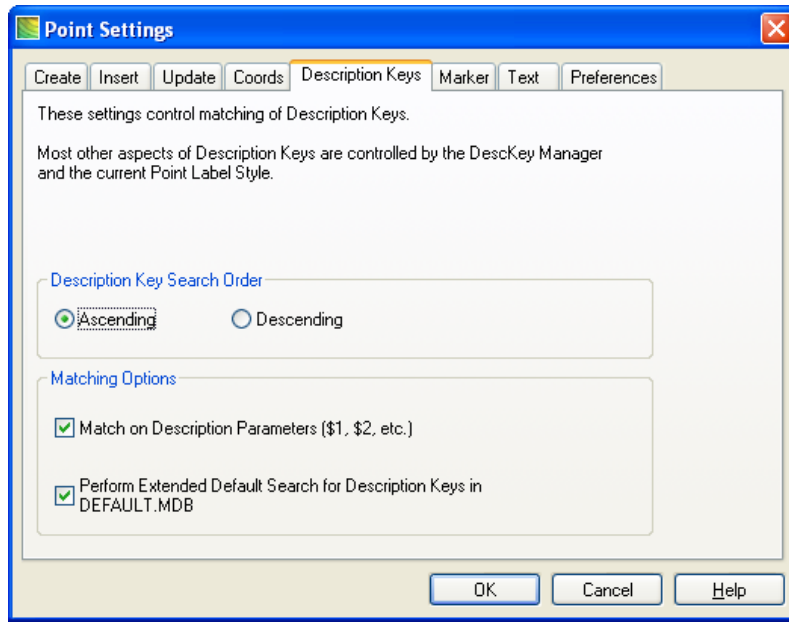 Point Settings
Create Insert Update Coords Description Keys Marker Text Preferences
These settings control matching of Description Keys.
Most other aspects of Description Keys are controlled by the DescKey Manager
and the current Point Label Style.
Description Key Search Order
Ascending Descending
Matching Options
Match on Description Parameters ($1, $2, etc.)
Perform Extended Default Search for Description Keys in
DEFAULT.MDB
OK Cancel Help